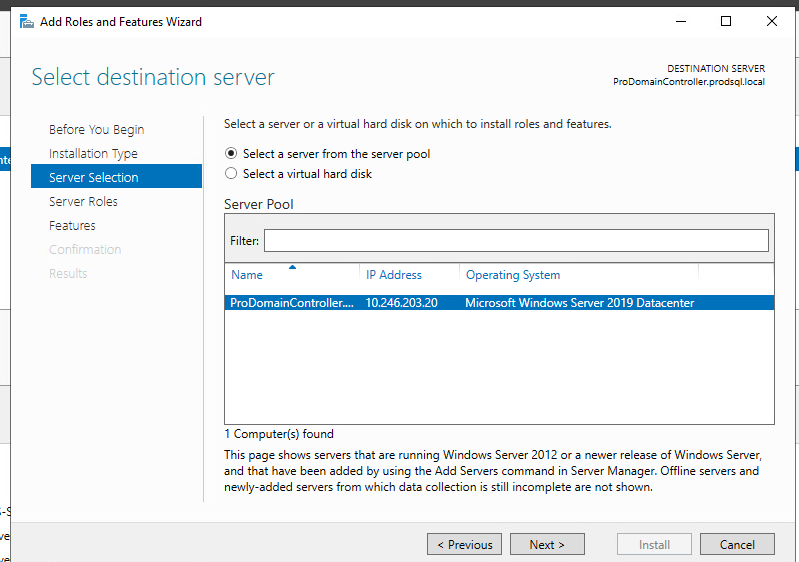 Add Roles and Features Wizard
Select destination server
DESTINATION SERVER
ProDomainController.prodsql.local
Before You Begin
Installation Type
Server Selection
Server Roles
Features
Confirmation
Results
Select a server or a virtual hard disk on which to install roles and features.
Select a server from the server pool
Select a virtual hard disk
Server Pool
Filter:
Name IP Address Operating System
ProDomainController.... 10.246.203.20 Microsoft Windows Server 2019 Datacenter
1 Computer(s) found
This page shows servers that are running Windows Server 2012 or a newer release of Windows Server,
and that have been added by using the Add Servers command in Server Manager. Offline servers and
newly-added servers from which data collection is still incomplete are not shown.
< Previous Next > Install Cancel